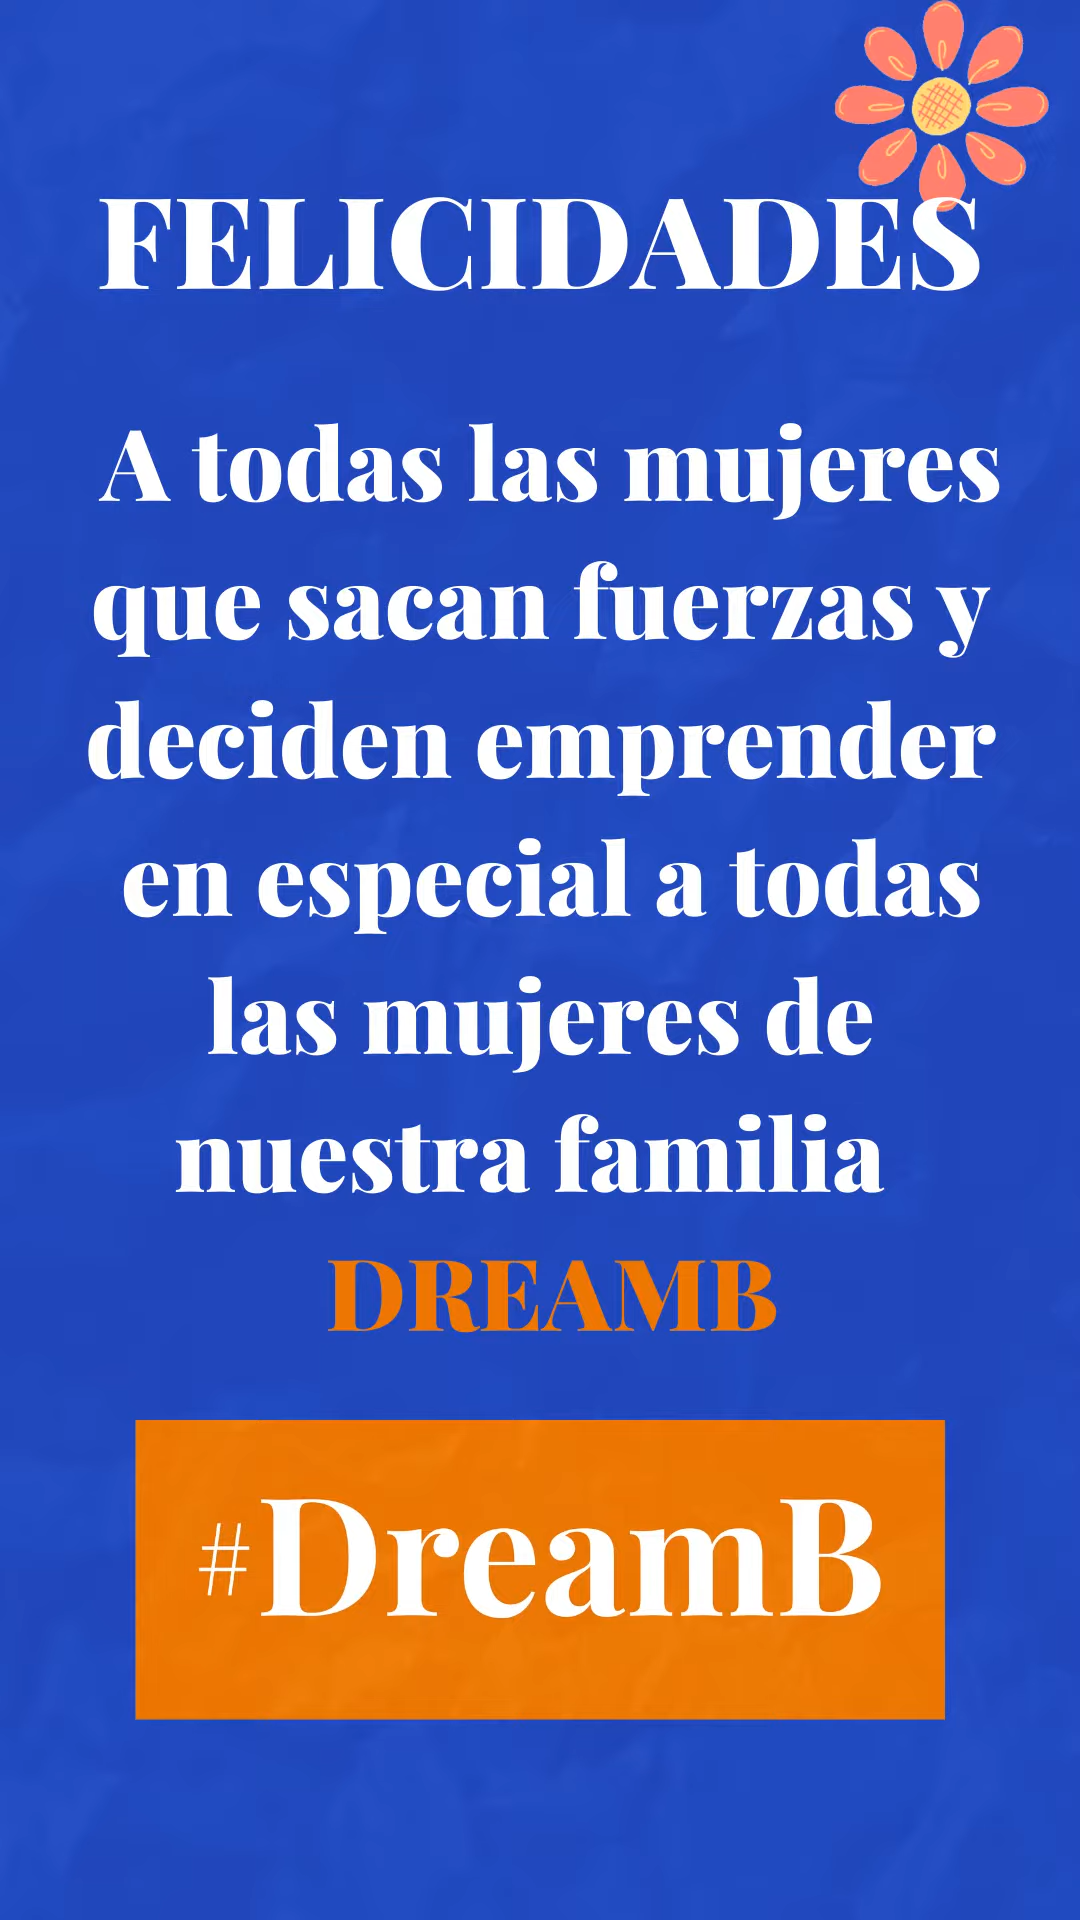 FELICIDADES
A todas las mujeres
que sacan fuerzas y
deciden emprender
en especial a todas
las mujeres de
nuestra familia
DREAMB
#DreamB